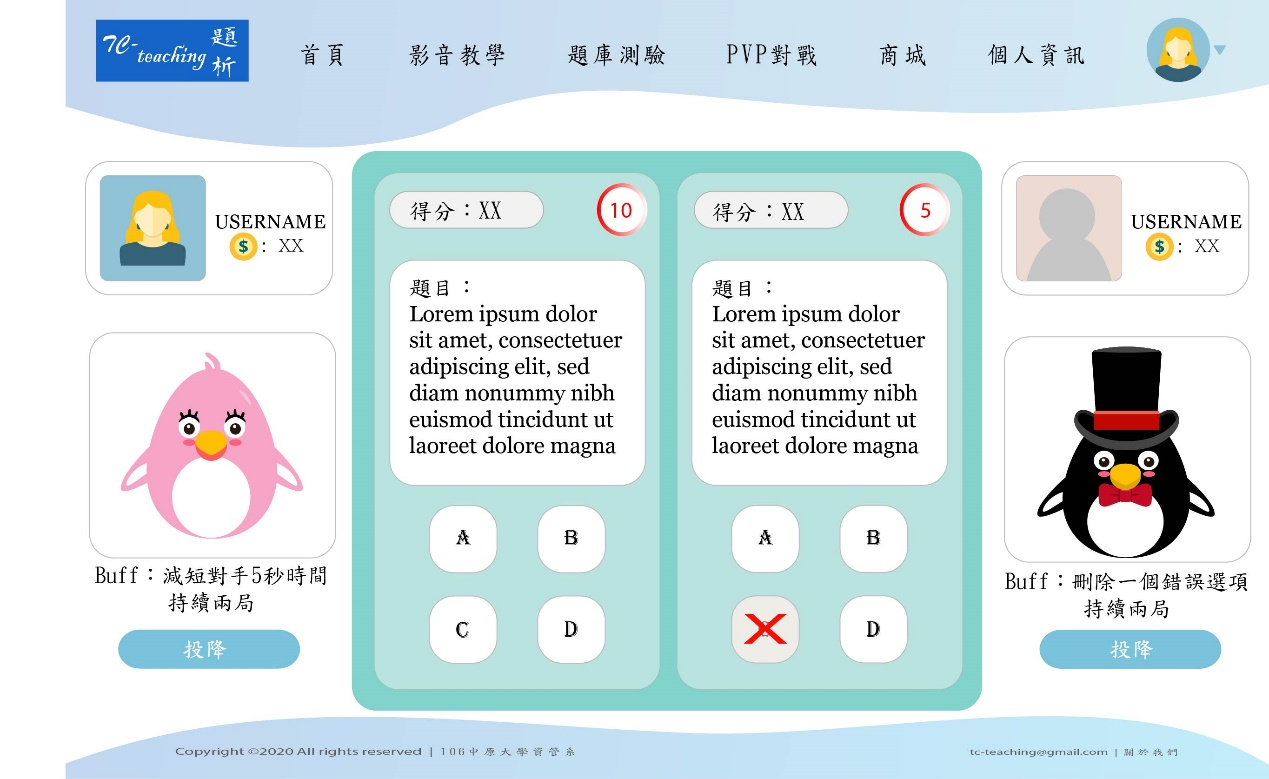 TC-teaching 題析
首頁 影音教學 題庫測驗 PVP對戰 商城 個人資訊
USERNAME
$ : XX
Buff：減短對手5秒時間
持續兩局
投降
得分：XX 10
題目：
Lorem ipsum dolor
sit amet, consectetuer
adipiscing elit, sed
diam nonummy nibh
euismod tincidunt ut
laoreet dolore magna
A B
C D
得分：XX 5
題目：
Lorem ipsum dolor
sit amet, consectetuer
adipiscing elit, sed
diam nonummy nibh
euismod tincidunt ut
laoreet dolore magna
A B
D
USERNAME
$ : XX
Buff：刪除一個錯誤選項
持續兩局
投降
Copyright ©2020 All rights reserved | 106中原大學資管系
tc-teaching@gmail.com | 關於我們